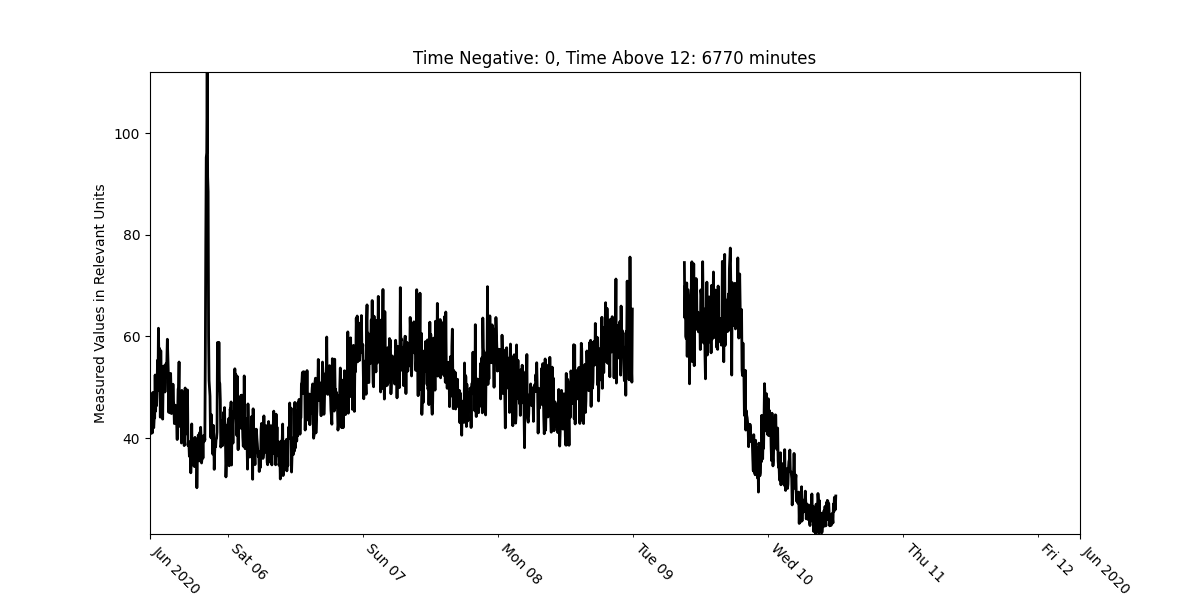 Time Negative: 0, Time Above 12: 6770 minutes
Measured Values in Relevant Units
100
80
60
40
Jun 2020
Sat 06
Sun 07
Mon 08
Tue 09
Wed 10
Thu 11
Fri 12
Jun 2020